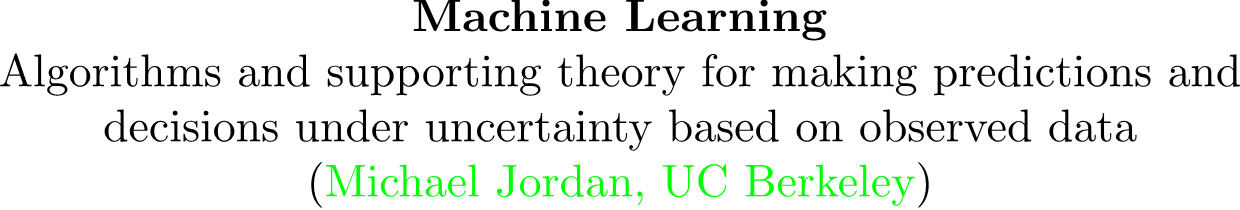 Machine Learning
Algorithms and supporting theory for making predictions and
decisions under uncertainty based on observed data
(Michael Jordan, UC Berkeley)